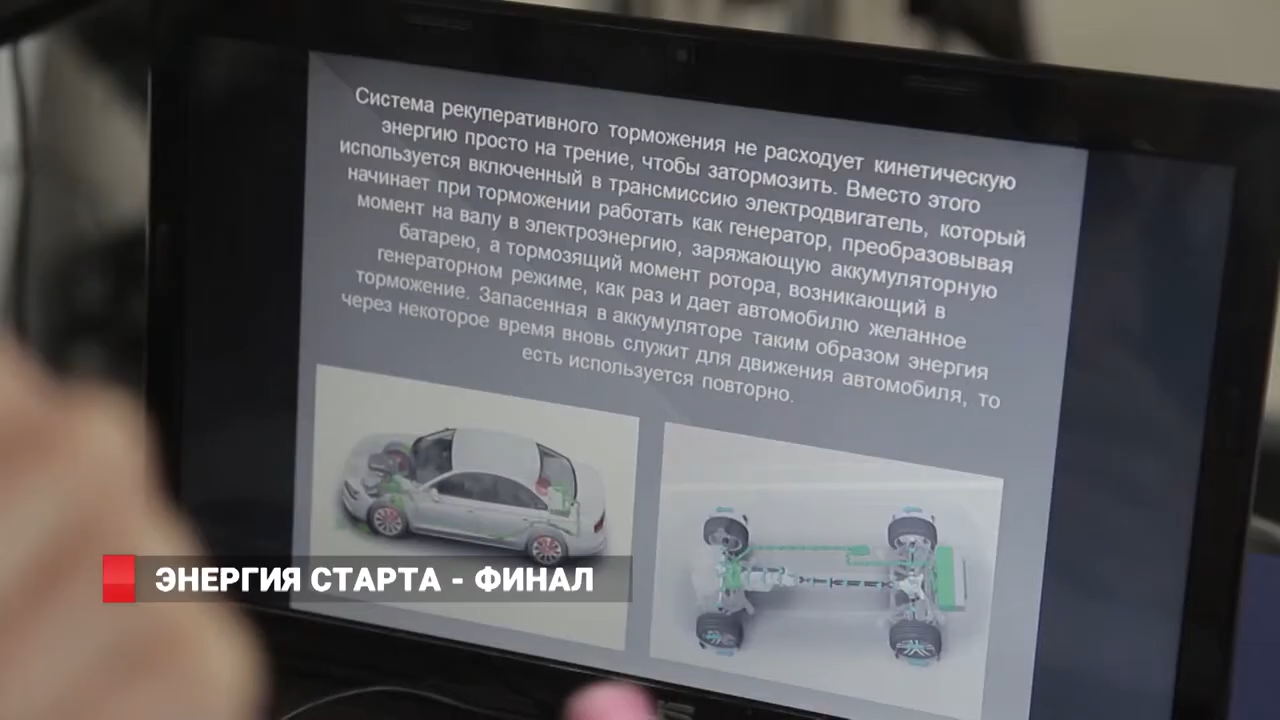 Система рекуперативного торможения не расходует кинетическую
энергию просто на трение, чтобы затормозить. Вместо этого
используется включенный в трансмиссию электродвигатель, который
начинает при торможении работать как генератор, преобразовывая
момент на валу в электроэнергию, заряжающую аккумуляторную
батарею, а тормозящий момент ротора, возникающий в
генераторном режиме, как раз и дает автомобилю желанное
торможение. Запасенная в аккумуляторе таким образом энергия
через некоторое время вновь служит для движения автомобиля, то
есть используется повторно.
ЭНЕРГИЯ СТАРТА - ФИНАЛ